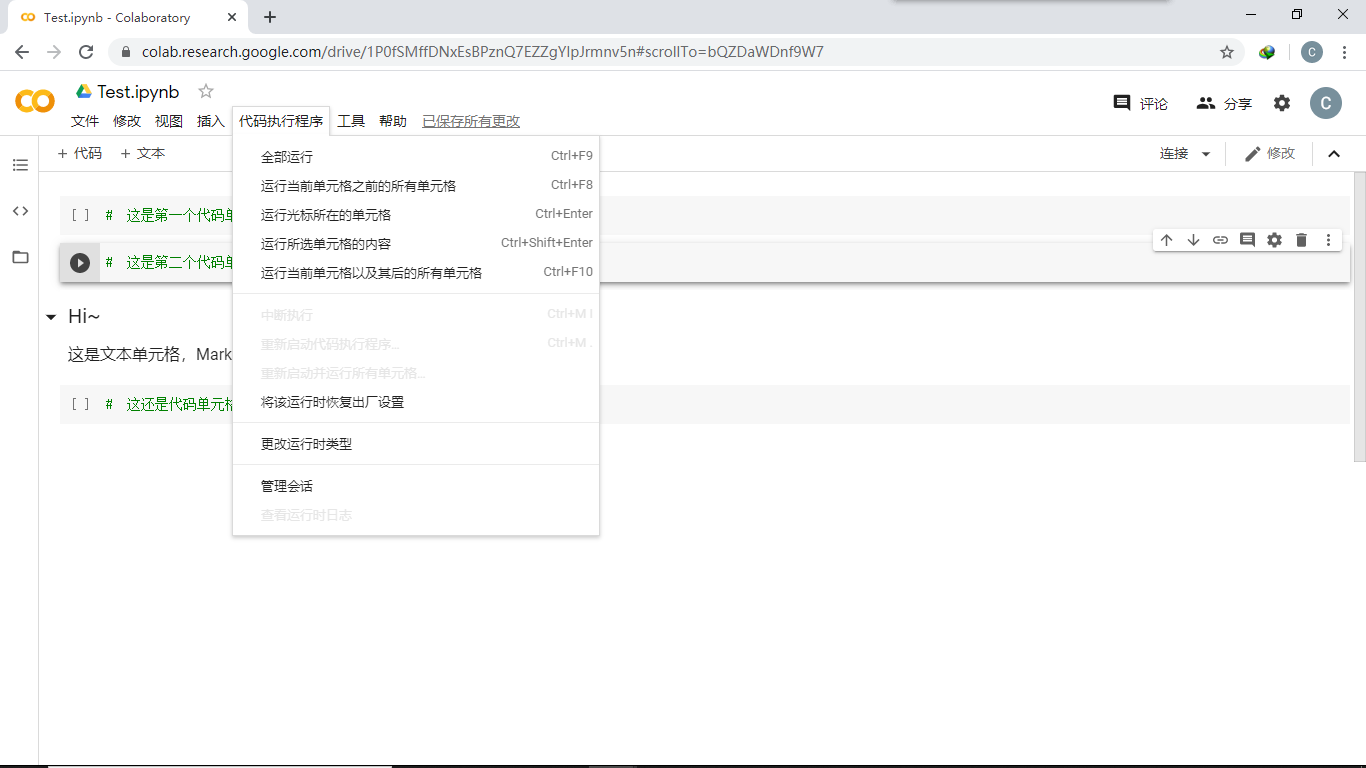 Test.ipynb - Colaboratory
colab.research.google.com/drive/1P0fSMffDNxEsBPznQ7EZZgYIpJrmnv5n#scrollTo=bQZDaWDnf9W7
C
Test.ipynb
评论 分享 C
文件 修改 视图 插入 代码执行程序 工具 帮助 已保存所有更改
+ 代码 + 文本 连接 修改
全部运行 Ctrl+F9
运行当前单元格之前的所有单元格 Ctrl+F8
运行光标所在的单元格 Ctrl+Enter
运行所选单元格的内容 Ctrl+Shift+Enter
运行当前单元格以及其后的所有单元格 Ctrl+F10
中断执行 Ctrl+M I
重新启动代码执行程序... Ctrl+M .
重新启动并运行所有单元格...
将该运行时恢复出厂设置
更改运行时类型
管理会话
查看运行时日志
[ ] # 这是第一个代码单
# 这是第二个代码单
Hi~
这是文本单元格，Mark
[ ] # 这还是代码单元格